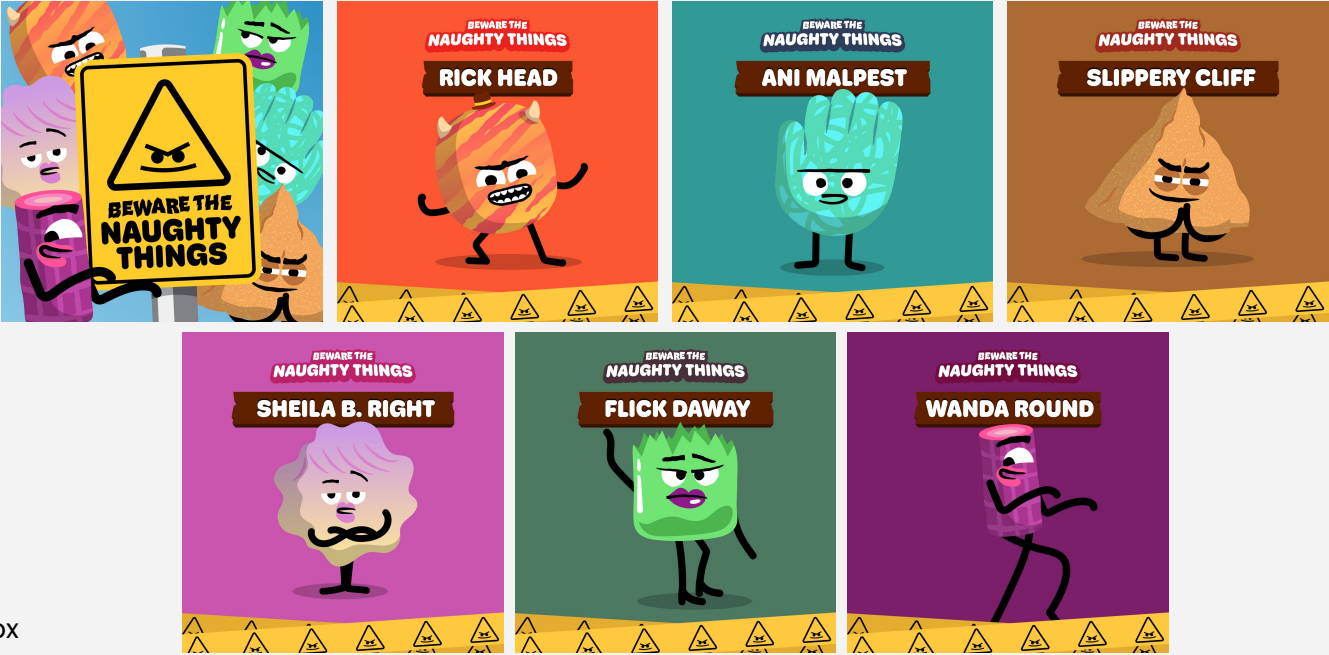 BEWARE THE
NAUGHTY
THINGS
BEWARE THE
NAUGHTY THINGS
RICK HEAD
BEWARE THE
NAUGHTY THINGS
ANI MALPEST
BEWARE THE
NAUGHTY THINGS
SLIPPERY CLIFF
BEWARE THE
NAUGHTY THINGS
SHEILA B. RIGHT
BEWARE THE
NAUGHTY THINGS
FLICK DAWAY
BEWARE THE
NAUGHTY THINGS
WANDA ROUND
ox